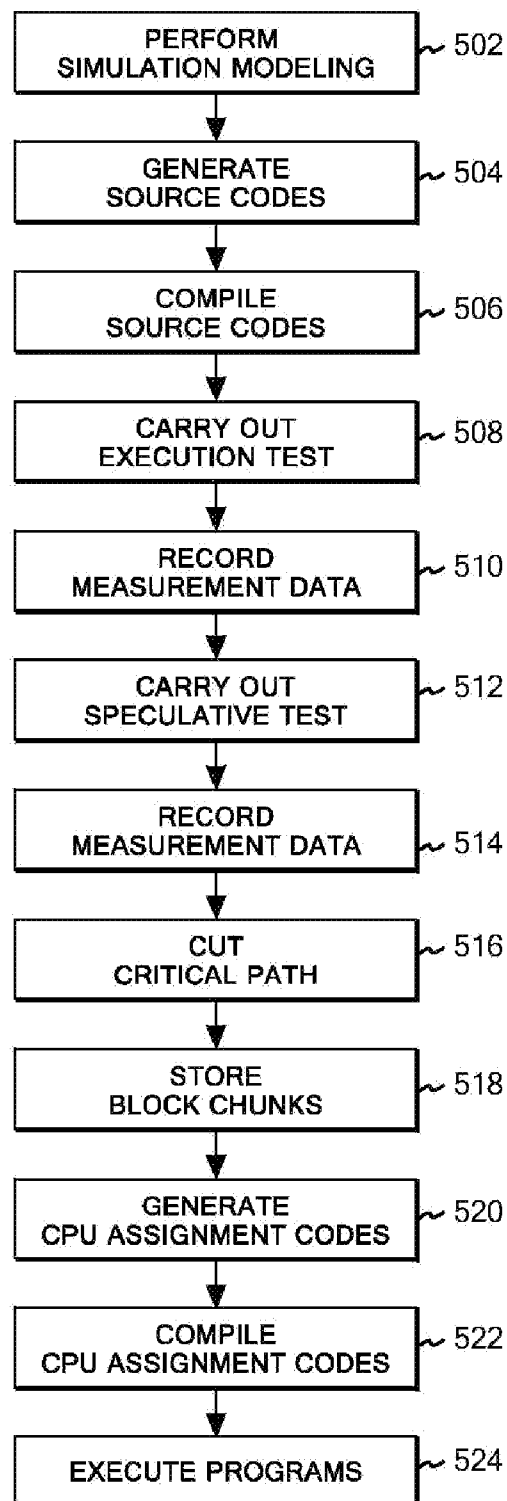 PERFORM
SIMULATION MODELING
502
GENERATE
SOURCE CODES
504
COMPILE
SOURCE CODES
506
CARRY OUT
EXECUTION TEST
508
RECORD
MEASUREMENT DATA
510
CARRY OUT
SPECULATIVE TEST
512
RECORD
MEASUREMENT DATA
514
CUT
CRITICAL PATH
516
STORE
BLOCK CHUNKS
518
GENERATE
CPU ASSIGNMENT CODES
520
COMPILE
CPU ASSIGNMENT CODES
522
EXECUTE PROGRAMS
524